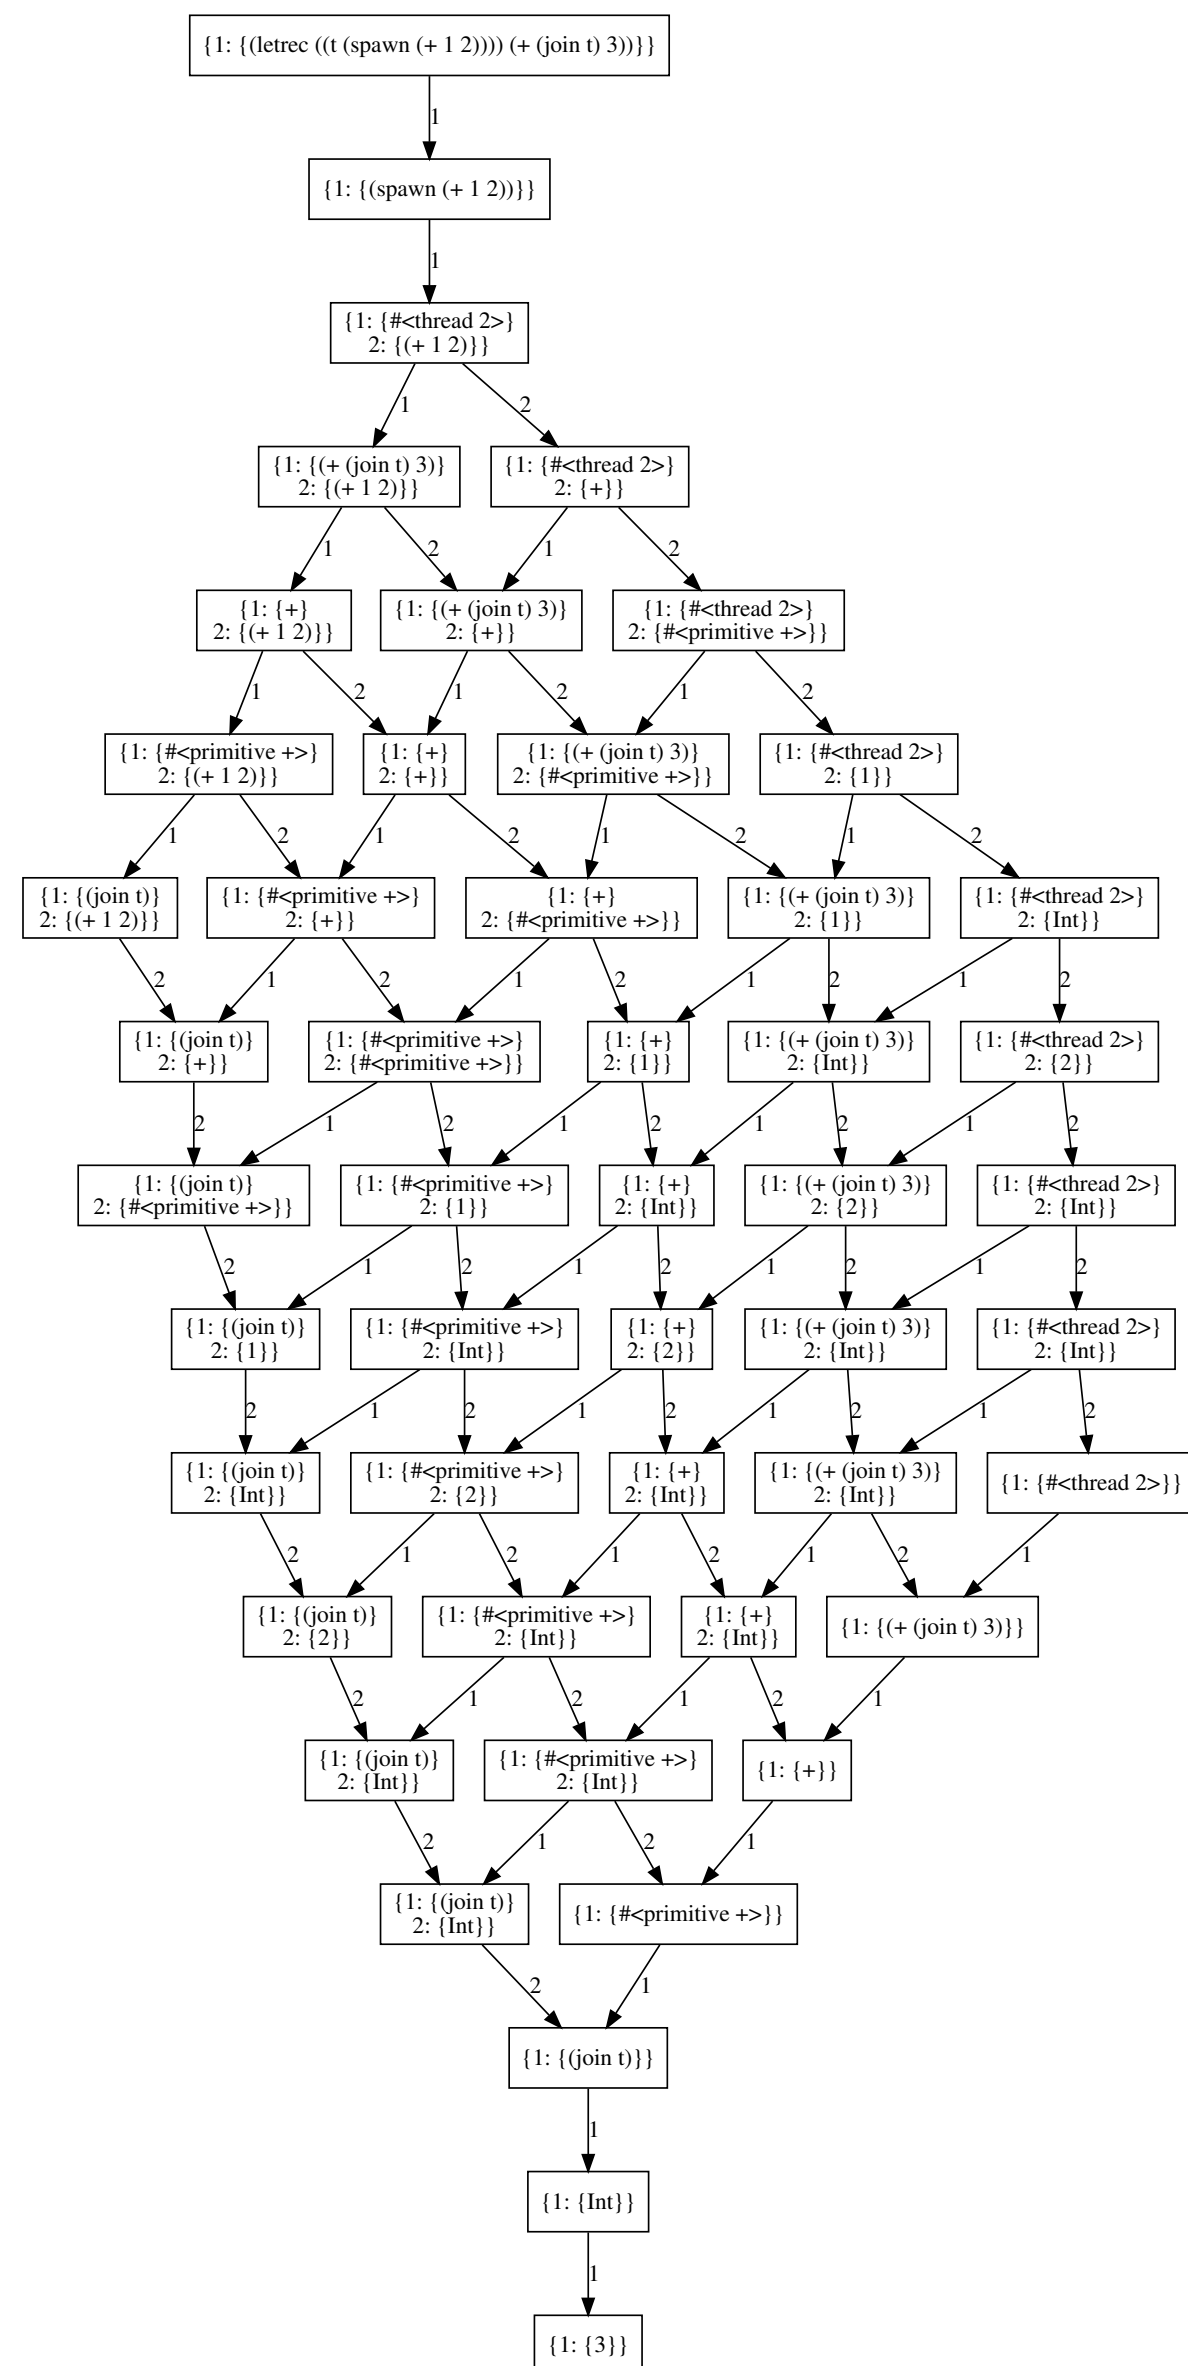 {1: {(letrec ((t (spawn (+ 1 2)))) (+ (join t) 3))}}
1
{1: {(spawn (+ 1 2))}}
1
{1: {#<thread 2>}
2: {(+ 1 2)}}
1 2
{1: {(+ (join t) 3)} {1: {#<thread 2>}
2: {(+ 1 2)}} 2: {+}}
1 2 1 2
{1: {+} {1: {(+ (join t) 3)} {1: {#<thread 2>}
2: {(+ 1 2)}} 2: {+}} 2: {#<primitive +>}}
1 2 1 2 1 2
{1: {#<primitive +>} {1: {+} {1: {(+ (join t) 3)} {1: {#<thread 2>}
2: {(+ 1 2)}} 2: {+}} 2: {#<primitive +>}} 2: {1}}
1 2 1 2 1 2 1 2
{1: {(join t)} {1: {#<primitive +>} {1: {+} {1: {(+ (join t) 3)} {1: {#<thread 2>}
2: {(+ 1 2)}} 2: {+}} 2: {#<primitive +>}} 2: {1}} 2: {Int}}
2 1 2 1 2 1 2 1 2
{1: {(join t)} {1: {#<primitive +>} {1: {+} {1: {(+ (join t) 3)} {1: {#<thread 2>}
2: {+}} 2: {#<primitive +>}} 2: {1}} 2: {Int}} 2: {2}}
2 1 2 1 2 1 2 1 2
{1: {(join t)} {1: {#<primitive +>} {1: {+} {1: {(+ (join t) 3)} {1: {#<thread 2>}
2: {#<primitive +>}} 2: {1}} 2: {Int}} 2: {2}} 2: {Int}}
2 1 2 1 2 1 2 1 2
{1: {(join t)} {1: {#<primitive +>} {1: {+} {1: {(+ (join t) 3)} {1: {#<thread 2>}
2: {1}} 2: {Int}} 2: {2}} 2: {Int}} 2: {Int}}
2 1 2 1 2 1 2 1 2
{1: {(join t)} {1: {#<primitive +>} {1: {+} {1: {(+ (join t) 3)} {1: {#<thread 2>}}
2: {Int}} 2: {2}} 2: {Int}} 2: {Int}}
2 1 2 1 2 1 2 1
{1: {(join t)} {1: {#<primitive +>} {1: {+} {1: {(+ (join t) 3)}}
2: {2}} 2: {Int}} 2: {Int}}
2 1 2 1 2 1
{1: {(join t)} {1: {#<primitive +>} {1: {+}}
2: {Int}} 2: {Int}}
2 1 2 1
{1: {(join t)} {1: {#<primitive +>}}
2: {Int}}
2 1
{1: {(join t)}}
1
{1: {Int}}
1
{1: {3}}